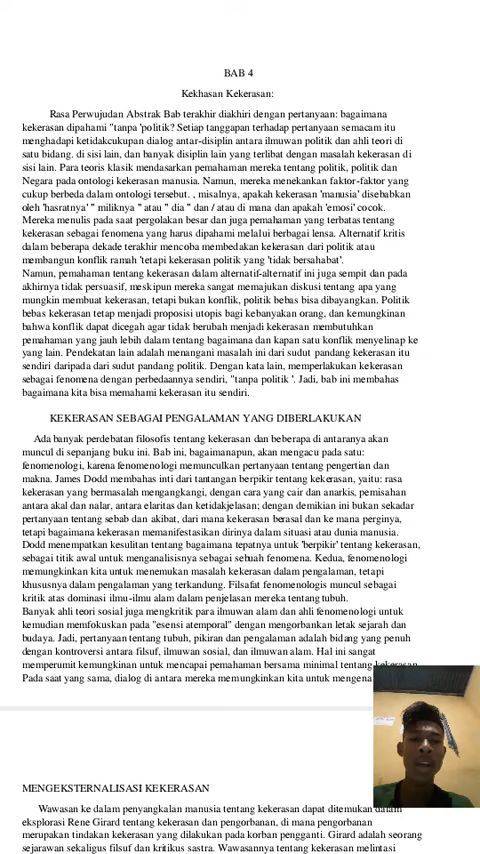 BAB 4
Kekhasan Kekerasan:
Rasa Perwujudan Abstrak Bab terakhir diakhiri dengan pertanyaan: bagaimana
kekerasan dipahami "tanpa 'politik? Setiap tanggapan terhadap pertanyaan semacam itu
menghadapi ketidakcukupan dialog antar-disiplin antara ilmuwan politik dan ahli teori di
satu bidang. di sisi lain, dan banyak disiplin lain yang terlibat dengan masalah kekerasan di
sisi lain. Para teoris klasik mendasarkan pemahaman mereka tentang politik, politik dan
Negara pada ontologi kekerasan manusia. Namun, mereka menekankan faktor-faktor yang
cukup berbeda dalam ontologi tersebut. , misalnya, apakah kekerasan 'manusia' disebabkan
oleh 'hasratnya' " miliknya " atau " dia " dan / atau di mana dan apakah 'emosi' cocok.
Mereka menulis pada saat pergolakan besar dan juga pemahaman yang terbatas tentang
kekerasan sebagai fenomena yang harus dipahami melalui berbagai lensa. Alternatif kritis
dalam beberapa dekade terakhir mencoba membedakan kekerasan dari politik atau
membangun konflik ramah 'tetapi kekerasan politik yang 'tidak bersahabat'.
Namun, pemahaman tentang kekerasan dalam alternatif-alternatif ini juga sempit dan pada
akhirnya tidak persuasif, meskipun mereka sangat memajukan diskusi tentang apa yang
mungkin membuat kekerasan, tetapi bukan konflik, politik bebas bisa dibayangkan. Politik
bebas kekerasan tetap menjadi proposisi utopis bagi kebanyakan orang, dan kemungkinan
bahwa konflik dapat dicegah agar tidak berubah menjadi kekerasan membutuhkan
pemahaman yang jauh lebih dalam tentang bagaimana dan kapan satu konflik menyelinap ke
yang lain. Pendekatan lain adalah menangani masalah ini dari sudut pandang kekerasan itu
sendiri daripada dari sudut pandang politik. Dengan kata lain, memperlakukan kekerasan
sebagai fenomena dengan perbedaannya sendiri, "tanpa politik '. Jadi, bab ini membahas
bagaimana kita bisa memahami kekerasan itu sendiri.
KEKERASAN SEBAGAI PENGALAMAN YANG DIBERLAKUKAN
Ada banyak perdebatan filosofis tentang kekerasan dan beberapa di antaranya akan
muncul di sepanjang buku ini. Bab ini, bagaimanapun, akan mengacu pada satu:
fenomenologi, karena fenomenologi memunculkan pertanyaan tentang pengertian dan
makna. James Dodd membahas inti dari tantangan berpikir tentang kekerasan, yaitu: rasa
kekerasan yang bermasalah mengangkangi, dengan cara yang cair dan anarkis, pemisahan
antara akal dan nalar, antara elaritas dan ketidakjelasan; dengan demikian ini bukan sekadar
pertanyaan tentang sebab dan akibat, dari mana kekerasan berasal dan ke mana perginya,
tetapi bagaimana kekerasan memanifestasikan dirinya dalam situasi atau dunia manusia.
Dodd menempatkan kesulitan tentang bagaimana tepatnya untuk 'berpikir' tentang kekerasan,
sebagai titik awal untuk menganalisisnya sebagai sebuah fenomena. Kedua, fenomenologi
memungkinkan kita untuk menemukan masalah kekerasan dalam pengalaman, tetapi
khususnya dalam pengalaman yang terkandung. Filsafat fenomenologis muncul sebagai
kritik atas dominasi ilmu-ilmu alam dalam penjelasan mereka tentang tubuh.
Banyak ahli teori sosial juga mengkritik para ilmuwan alam dan ahli fenomenologi untuk
kemudian memfokuskan pada "esensi atemporal" dengan mengorbankan letak sejarah dan
budaya. Jadi, pertanyaan tentang tubuh, pikiran dan pengalaman adalah bidang yang penuh
dengan kontroversi antara filsuf, ilmuwan sosial, dan ilmuwan alam. Hal ini sangat
memperumit kemungkinan untuk mencapai pemahaman bersama minimal tentang kekerasan.
Pada saat yang sama, dialog di antara mereka memungkinkan kita untuk mengena
MENGEKSTERNALISASI KEKERASAN
Wawasan ke dalam penyangkalan manusia tentang kekerasan dapat ditemukan dalam
eksplorasi Rene Girard tentang kekerasan dan pengorbanan, di mana pengorbanan
merupakan tindakan kekerasan yang dilakukan pada korban pengganti. Girard adalah seorang
sejarawan sekaligus filsuf dan kritikus sastra. Wawasannya tentang kekerasan melintasi